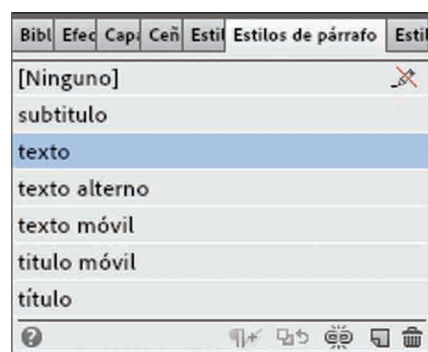 Bibl Efec Capa Ceñ Estil Estilos de párrafo Estil
[Ninguno]
subtitulo
texto
texto alterno
texto móvil
titulo móvil
título